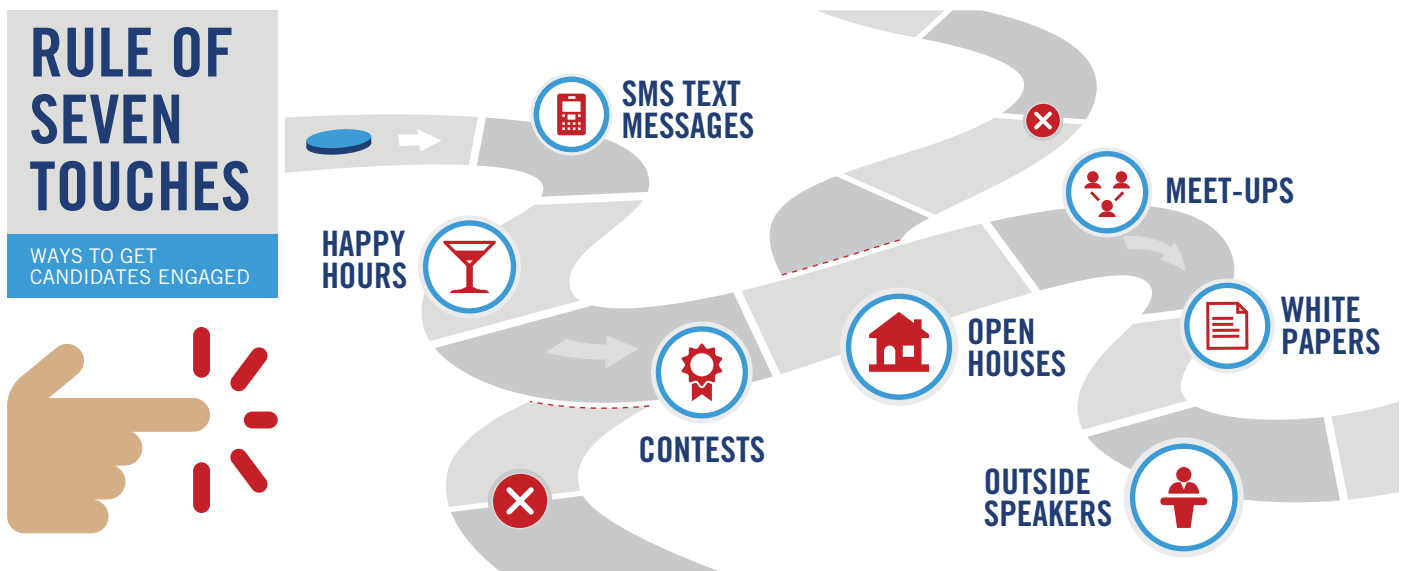 RULE OF
SEVEN
TOUCHES
WAYS TO GET
CANDIDATES ENGAGED
SMS TEXT
MESSAGES
HAPPY
HOURS
CONTESTS
OPEN
HOUSES
MEET-UPS
WHITE
PAPERS
OUTSIDE
SPEAKERS